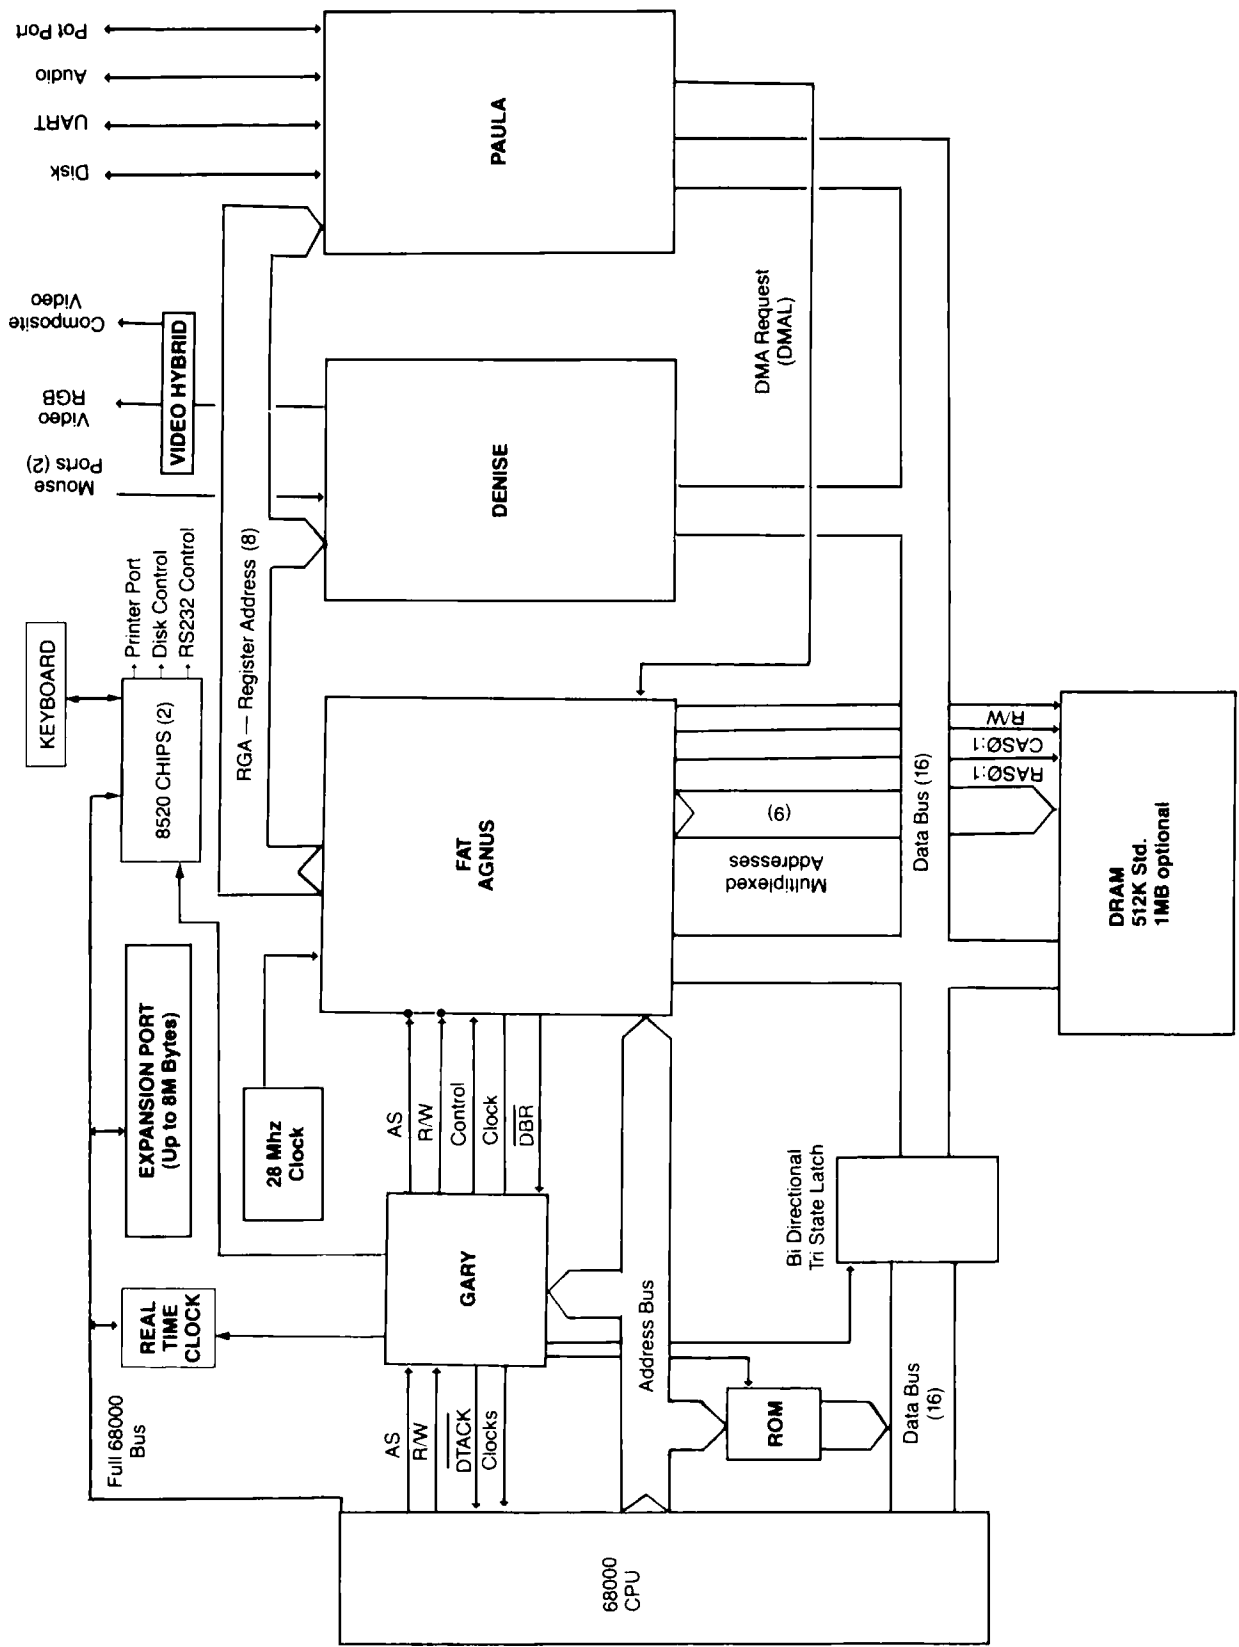 Full 68000
Bus
REAL
TIME
CLOCK
EXPANSION PORT
(Up to 8M Bytes)
KEYBOARD
8520 CHIPS (2)
Printer Port
Disk Control
RS232 Control
Mouse
Ports (2)
Video
RGB
Composite
Video
VIDEO HYBRID
Disk
UART
Audio
Pot Port
28 Mhz
Clock
RGA — Register Address (8)
68000
CPU
AS
R/W
DTACK
Clocks
GARY
AS
R/W
Control
Clock
DBR
FAT
AGNUS
DENISE
PAULA
Address Bus
ROM
Data Bus
(16)
Bi Directional
Tri State Latch
Multiplexed
Addresses
(9)
DMA Request
(DMAL)
Data Bus (16)
RASØ:1
CASØ:1
R/W
DRAM
512K Std.
1MB optional